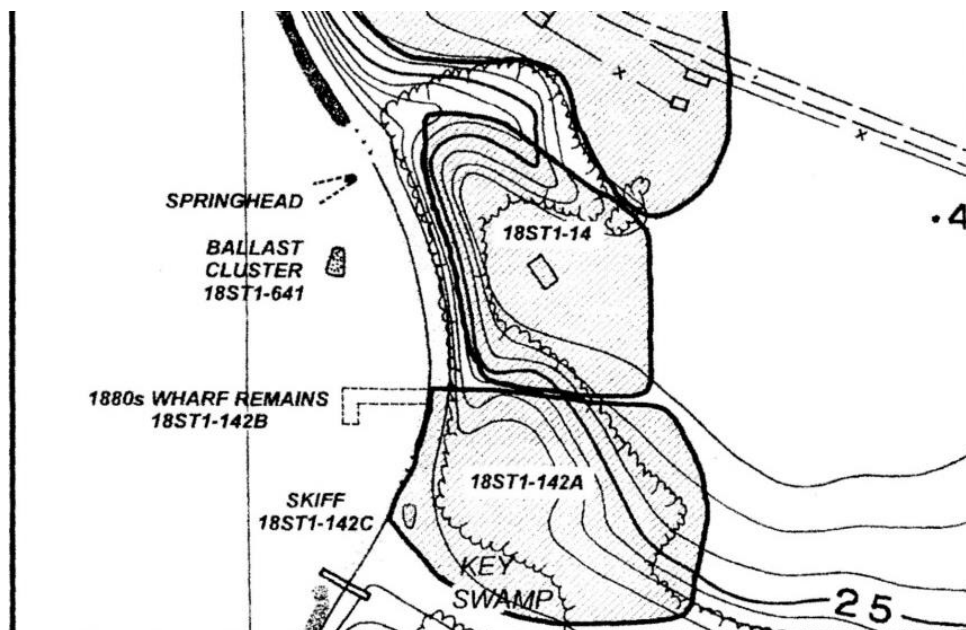 SPRINGHEAD
BALLAST
CLUSTER
18ST1-641
18ST1-14
.4
1880s WHARF REMAINS
18ST1-142B
18ST1-142A
SKIFF
18ST1-142C
KEY
SWAMP
25